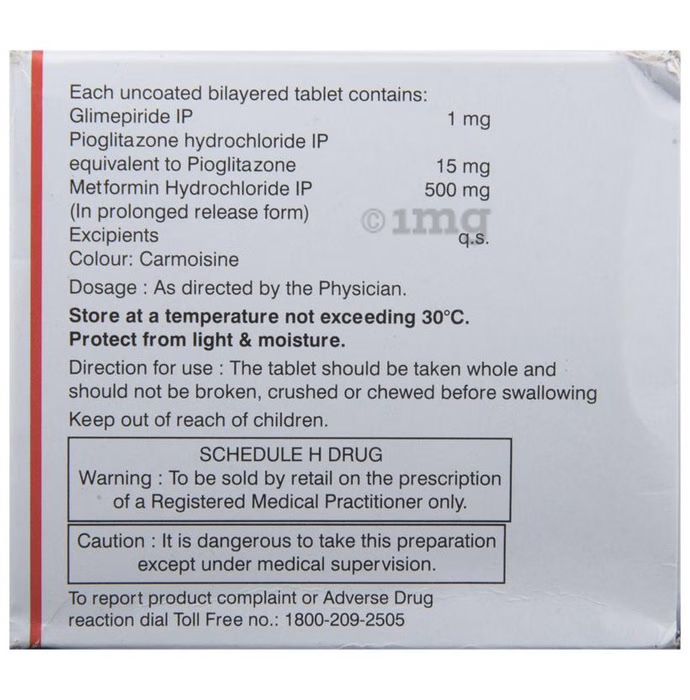 Each uncoated bilayered tablet contains:
Glimepiride IP 1 mg
Pioglitazone hydrochloride IP
equivalent to Pioglitazone 15 mg
Metformin Hydrochloride IP 500 mg
(In prolonged release form)
© 1mg
Excipients q.s.
Colour: Carmoisine
Dosage : As directed by the Physician.
Store at a temperature not exceeding 30°C.
Protect from light & moisture.
Direction for use : The tablet should be taken whole and
should not be broken, crushed or chewed before swallowing
Keep out of reach of children.
SCHEDULE H DRUG
Warning : To be sold by retail on the prescription
of a Registered Medical Practitioner only.
Caution : It is dangerous to take this preparation
except under medical supervision.
To report product complaint or Adverse Drug
reaction dial Toll Free no.: 1800-209-2505